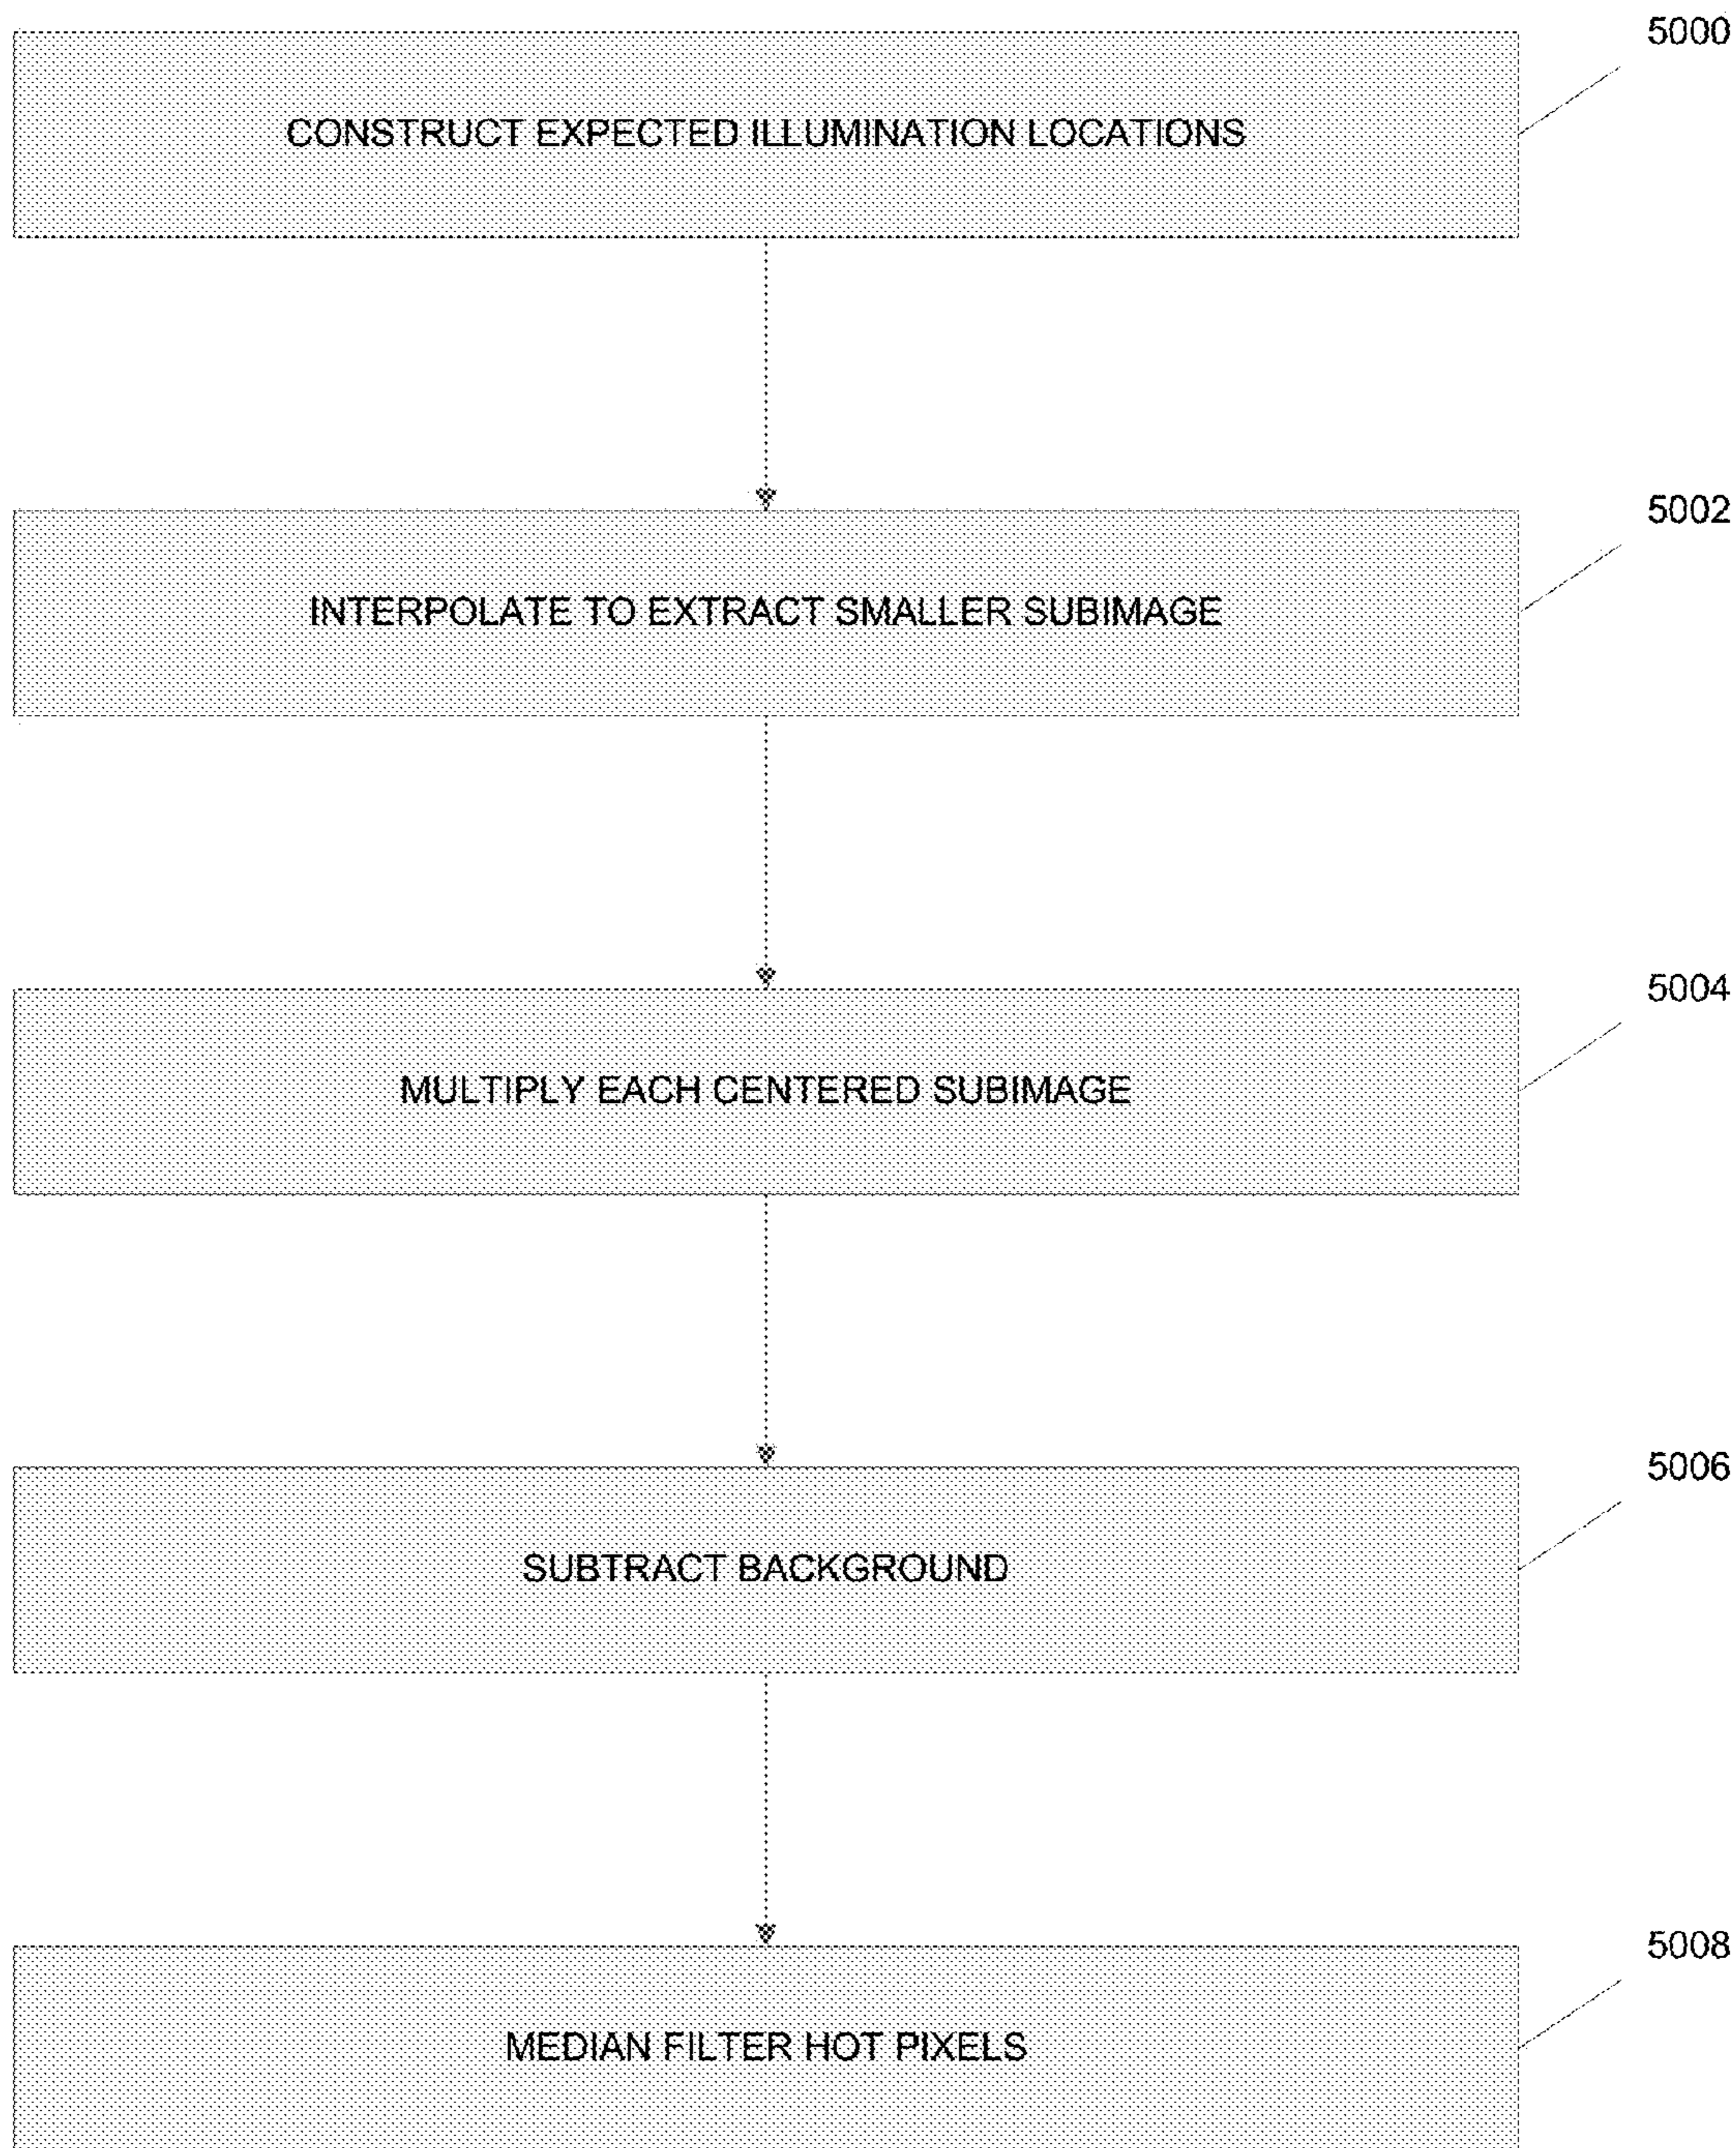 5000
CONSTRUCT EXPECTED ILLUMINATION LOCATIONS
5002
INTERPOLATE TO EXTRACT SMALLER SUBIMAGE
5004
MULTIPLY EACH CENTERED SUBIMAGE
5006
SUBTRACT BACKGROUND
5008
MEDIAN FILTER HOT PIXELS